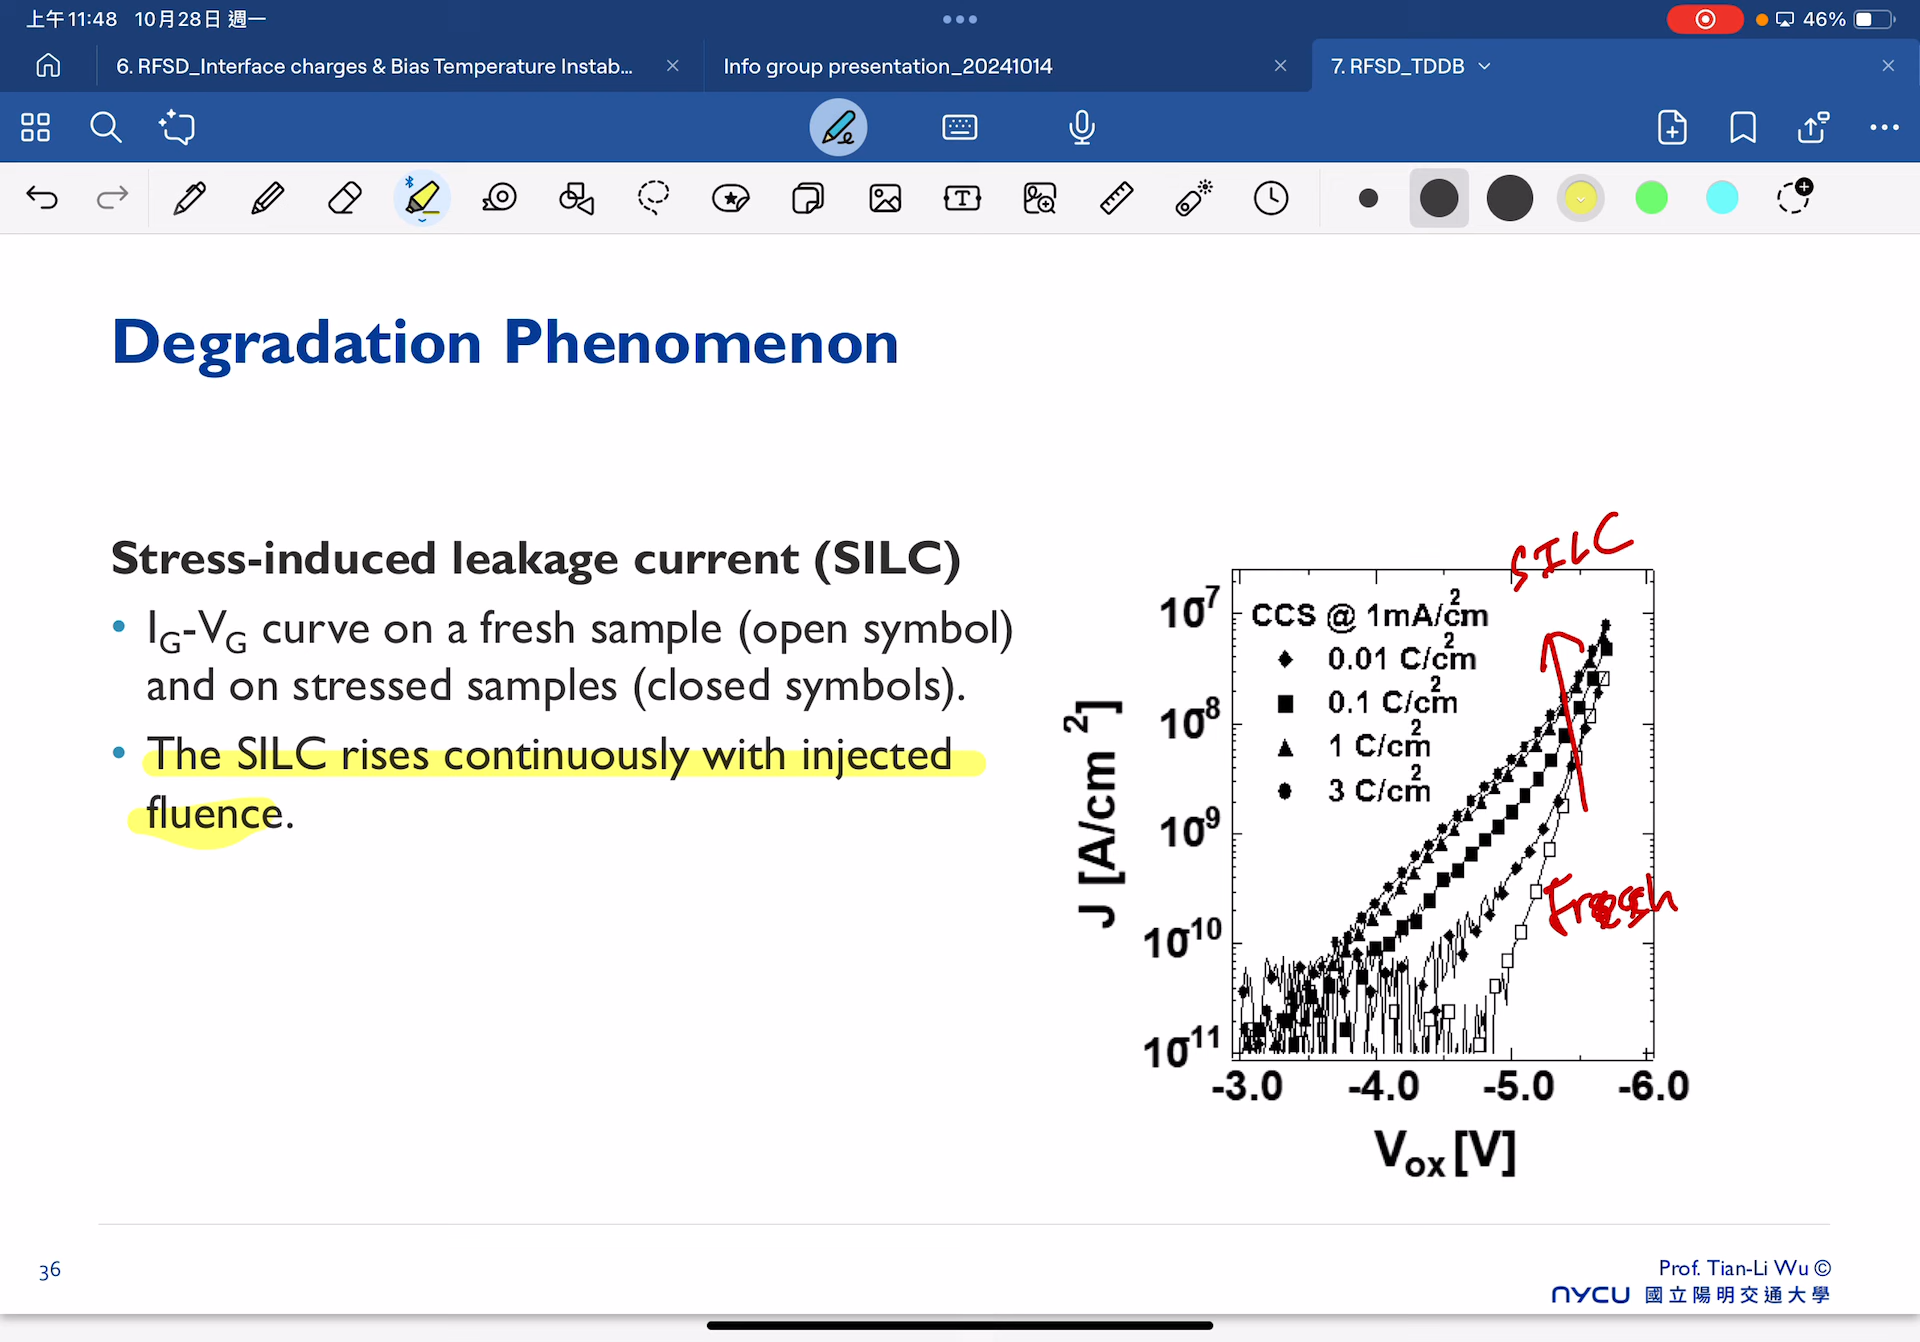 上午11:48 10月28日 週一
46%
6. RFSD_Interface charges & Bias Temperature Instab...
Info group presentation_20241014
7. RFSD_TDDB
Degradation Phenomenon
Stress-induced leakage current (SILC)
• IG-VG curve on a fresh sample (open symbol)
and on stressed samples (closed symbols).
• The SILC rises continuously with injected
fluence.
SILC
CCS @ 1mA/cm²
0.01 C/cm²
0.1 C/cm²
1 C/cm²
3 C/cm²
Fresh
J [A/cm²]
10⁻⁷
10⁻⁸
10⁻⁹
10⁻¹⁰
10⁻¹¹
-3.0 -4.0 -5.0 -6.0
Vox [V]
36
Prof. Tian-Li Wu ©
NYCU 國立陽明交通大學